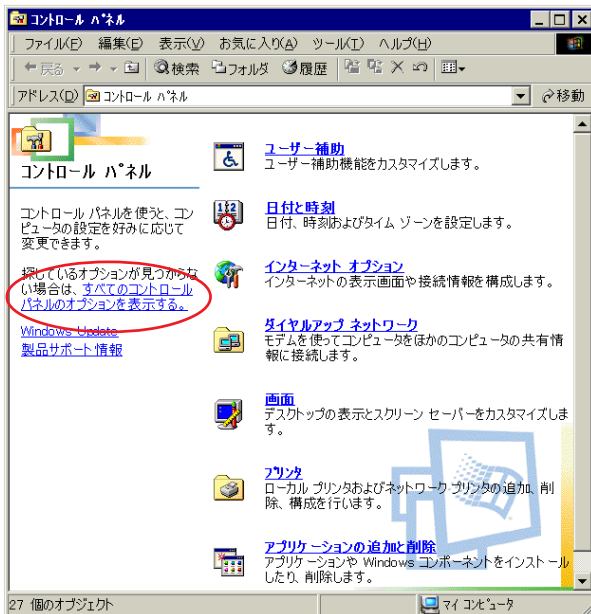 コントロール パネル
ファイル(F) 編集(E) 表示(V) お気に入り(A) ツール(T) ヘルプ(H)
戻る 検索 フォルダ 履歴
アドレス(D) コントロール パネル 移動
コントロール パネル
コントロール パネルを使うと、コン
ピュータの設定を好みに応じて
変更できます。
探しているオプションが見つからな
い場合は、すべてのコントロール
パネルのオプションを表示する。
Windows Update
製品サポート情報
ユーザー補助
ユーザー補助機能をカスタマイズします。
日付と時刻
日付、時刻およびタイム ゾーンを設定します。
インターネット オプション
インターネットの表示画面や接続情報を構成します。
ダイヤルアップ ネットワーク
モデムを使ってコンピュータをほかのコンピュータの共有情
報に接続します。
画面
デスクトップの表示とスクリーン セーバーをカスタマイズしま
す。
プリンタ
ローカル プリンタおよびネットワーク プリンタの追加、削
除、構成を行います。
アプリケーションの追加と削除
アプリケーションや Windows コンポーネントをインストール
したり、削除します。
27 個のオブジェクト
マイ コンピュータ